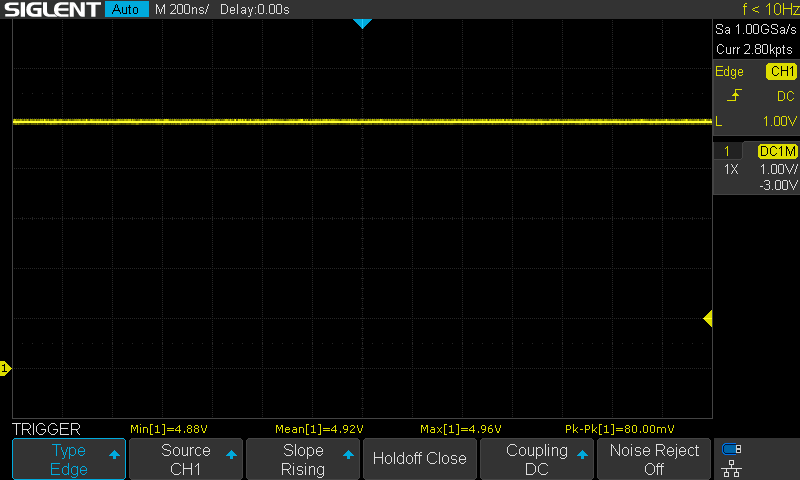 SIGLENT Auto M 200ns/ Delay:0.00s f < 10Hz
Sa 1.00GSa/s
Curr 2.80kpts
Edge CH1
DC
L 1.00V
1 DC1M
1X 1.00V/
-3.00V
1
TRIGGER Min[1]=4.88V Mean[1]=4.92V Max[1]=4.96V Pk-Pk[1]=80.00mV
Type
Edge
Source
CH1
Slope
Rising
Holdoff Close
Coupling
DC
Noise Reject
Off